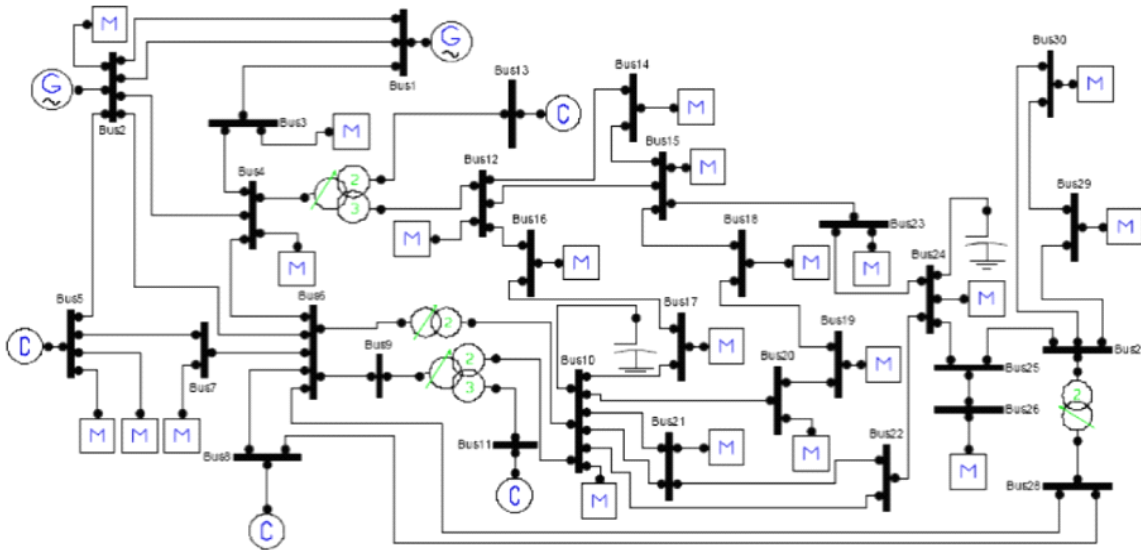 M
Bus30
G
Bus14
Bus13
M
Bus1
G
M
C
Bus2
Bus3
M
Bus15
Bus4
2
Bus12
M
3
Bus29
Bus16
Bus18
Bus23
M
M
M
Bus24
M
M
M
M
M
Bus5
Bus6
Bus17
2
Bus19
C
Bus7
Bus9
2
3
Bus10
Bus20
M
M
Bus2
Bus25
2
Bus26
M
M
M
Bus8
Bus11
Bus21
M
M
Bus22
M
C
M
Bus28
C